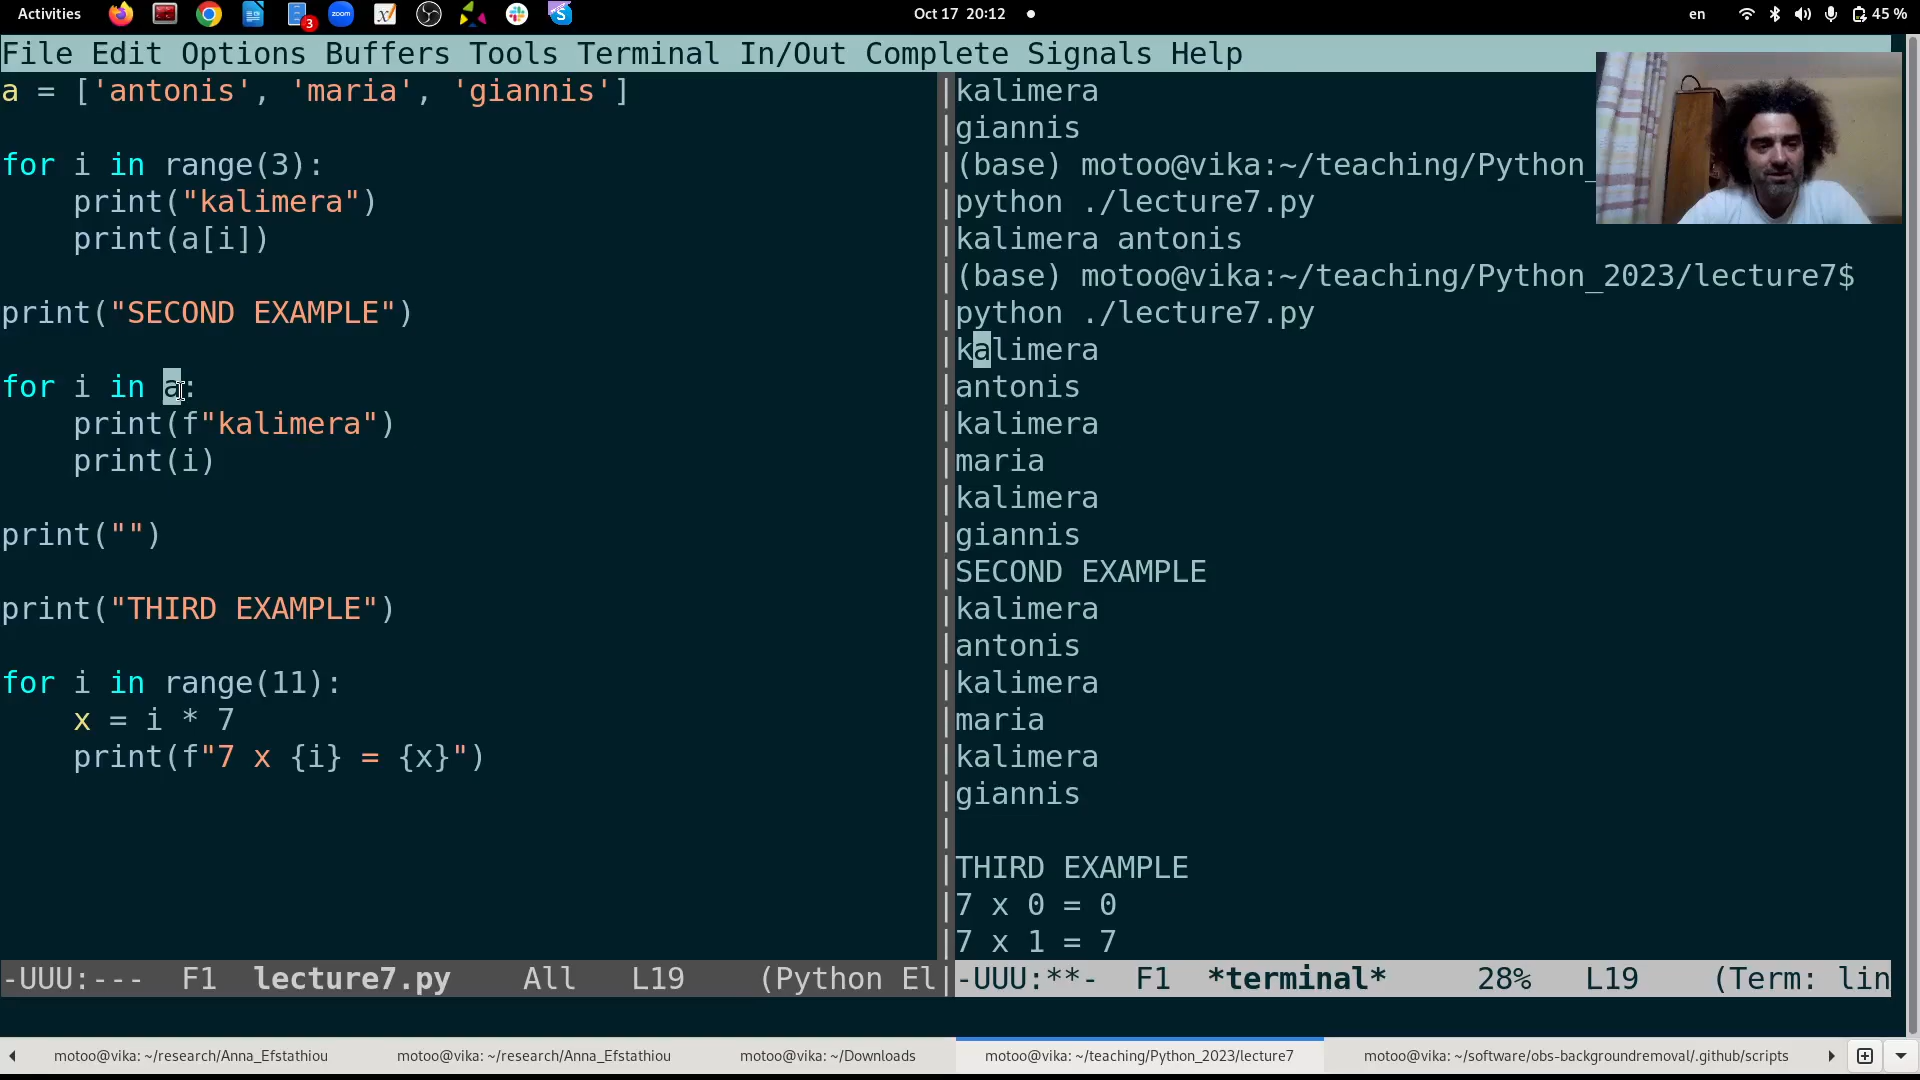 Activities
3
zoom
Oct 17 20:12
en
45 %
File Edit Options Buffers Tools Terminal In/Out Complete Signals Help
a = ['antonis', 'maria', 'giannis']
for i in range(3):
print("kalimera")
print(a[i])
print("SECOND EXAMPLE")
for i in a:
print(f"kalimera")
print(i)
print("")
print("THIRD EXAMPLE")
for i in range(11):
x = i * 7
print(f"7 x {i} = {x}")
-UUU:--- F1 lecture7.py All L19 (Python El
kalimera
giannis
(base) motoo@vika:~/teaching/Python_
python ./lecture7.py
kalimera antonis
(base) motoo@vika:~/teaching/Python_2023/lecture7$
python ./lecture7.py
kalimera
antonis
kalimera
maria
kalimera
giannis
SECOND EXAMPLE
kalimera
antonis
kalimera
maria
kalimera
giannis
THIRD EXAMPLE
7 x 0 = 0
7 x 1 = 7
-UUU:**- F1 *terminal* 28% L19 (Term: lin
motoo@vika: ~/research/Anna_Efstathiou
motoo@vika: ~/research/Anna_Efstathiou
motoo@vika: ~/Downloads
motoo@vika: ~/teaching/Python_2023/lecture7
motoo@vika: ~/software/obs-backgroundremoval/.github/scripts